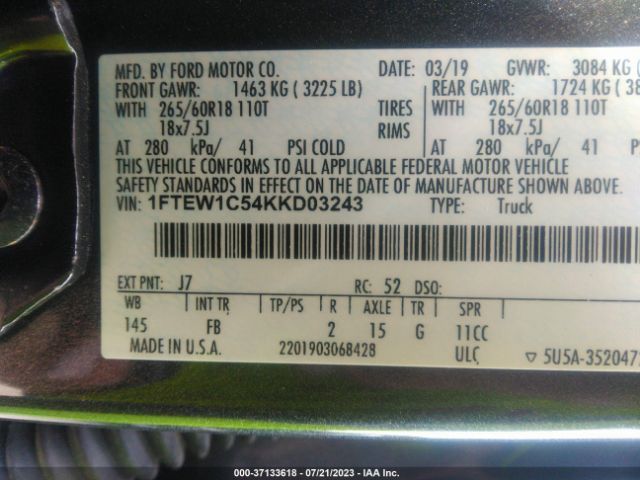 MFD. BY FORD MOTOR CO. DATE: 03/19 GVWR: 3084 KG (
FRONT GAWR: 1463 KG ( 3225 LB) REAR GAWR: 1724 KG ( 38
WITH 265/60R18 110T TIRES WITH 265/60R18 110T
18x7.5J RIMS 18x7.5J
AT 280 kPa/ 41 PSI COLD AT 280 kPa/ 41
THIS VEHICLE CONFORMS TO ALL APPLICABLE FEDERAL MOTOR VEHICLE
SAFETY STANDARDS IN EFFECT ON THE DATE OF MANUFACTURE SHOWN ABOVE.
VIN: 1FTEW1C54KKD03243 TYPE: Truck
EXT PNT: J7 RC: 52 DSO:
WB INT TR TP/PS R AXLE TR SPR
145 FB 2 15 G 11CC
MADE IN U.S.A. 2201903068428 ULC ▽ 5U5A-352047
© Copyright - 37133618 - 07/21/2023 - IAA Inc.